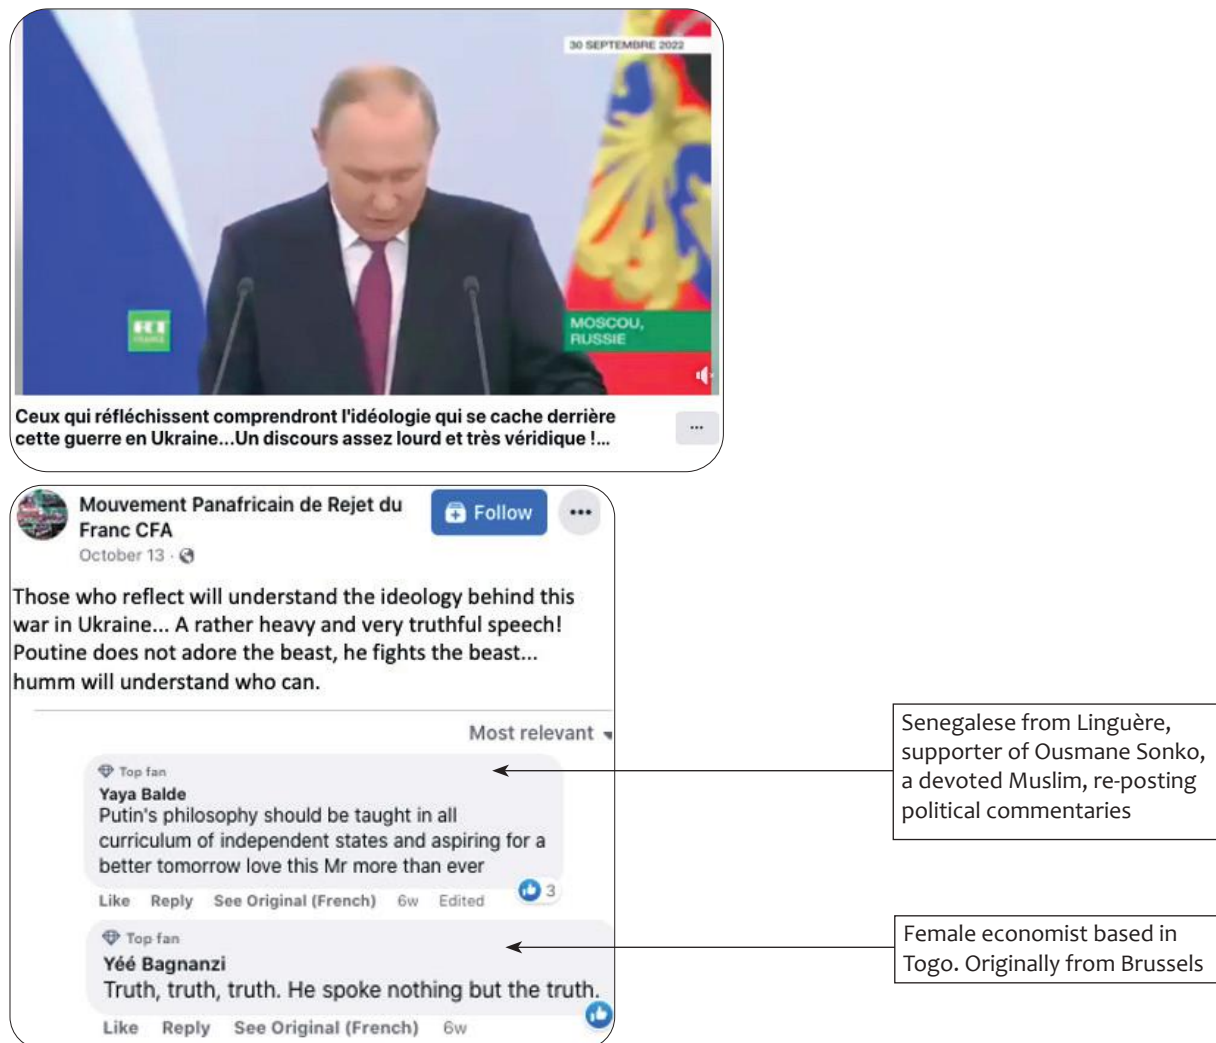 30 SEPTEMBRE 2022
RT
FRANCE
MOSCOU,
RUSSIE
Ceux qui réfléchissent comprendront l'idéologie qui se cache derrière
cette guerre en Ukraine...Un discours assez lourd et très véridique !...
Mouvement Panafricain de Rejet du
Franc CFA
Follow
October 13
Those who reflect will understand the ideology behind this
war in Ukraine... A rather heavy and very truthful speech!
Poutine does not adore the beast, he fights the beast...
humm will understand who can.
Most relevant
Top fan
Yaya Balde
Putin's philosophy should be taught in all
curriculum of independent states and aspiring for a
better tomorrow love this Mr more than ever
Like Reply See Original (French) 6w Edited 3
Senegalese from Linguère,
supporter of Ousmane Sonko,
a devoted Muslim, re-posting
political commentaries
Top fan
Yéé Bagnanzi
Truth, truth, truth. He spoke nothing but the truth.
Like Reply See Original (French) 6w
Female economist based in
Togo. Originally from Brussels